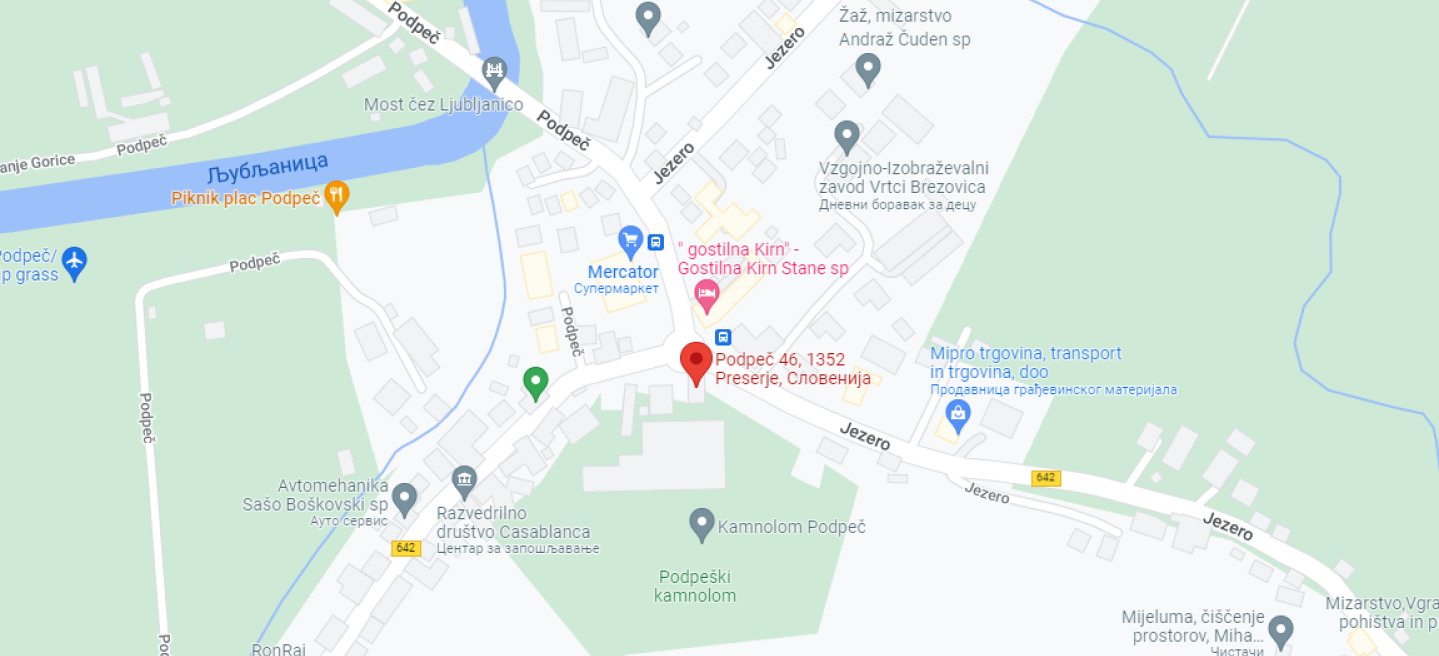 Podpeč
Žaž, mizarstvo
Andraž Čuden sp
Jezero
Most čez Ljubljanico
Podpeč
anje Gorice
Podpeč
Љубљаница
Jezero
Piknik plac Podpeč
Vzgojno-Izobraževalni
zavod Vrtci Brezovica
Дневни боравак за децу
Podpeč/
p grass
Podpeč
Mercator
Супермаркет
" gostilna Kirn" -
Gostilna Kirn Stane sp
Podpeč
Podpeč 46, 1352
Preserje, Словенија
Mipro trgovina, transport
in trgovina, doo
Продавница грађевинског материјала
Podpeč
Jezero
642
Jezero
Avtomehanika
Sašo Boškovski sp
Ауто сервис
Razvedrilno
društvo Casablanca
Центар за запошљавање
642
Kamnolom Podpeč
Jezero
Podpeški
kamnolom
Mijeluma, čiščenje
prostorov, Miha...
Чистачи
Mizarstvo,Vgra
pohištva in p
RonRaj
Pod